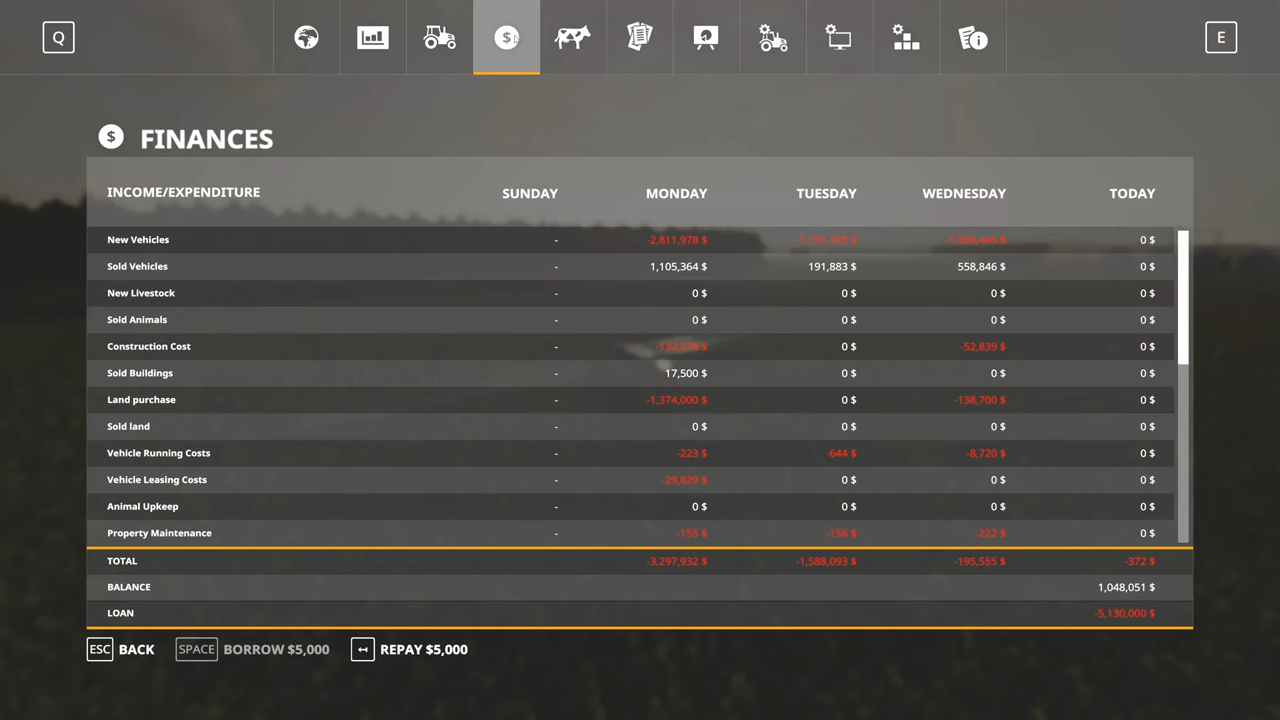 Q
$
E
$ FINANCES
INCOME/EXPENDITURE SUNDAY MONDAY TUESDAY WEDNESDAY TODAY
New Vehicles - -2,811,978 $ 0 $
Sold Vehicles - 1,105,364 $ 191,883 $ 558,846 $ 0 $
New Livestock - 0 $ 0 $ 0 $ 0 $
Sold Animals - 0 $ 0 $ 0 $ 0 $
Construction Cost - 0 $ -52,839 $ 0 $
Sold Buildings - 17,500 $ 0 $ 0 $ 0 $
Land purchase - -1,374,000 $ 0 $ -138,700 $ 0 $
Sold land - 0 $ 0 $ 0 $ 0 $
Vehicle Running Costs - -223 $ -644 $ -8,720 $ 0 $
Vehicle Leasing Costs - -29,829 $ 0 $ 0 $ 0 $
Animal Upkeep - 0 $ 0 $ 0 $ 0 $
Property Maintenance - -155 $ -156 $ -222 $ 0 $
TOTAL -3,297,932 $ -1,588,093 $ -195,555 $ -372 $
BALANCE 1,048,051 $
LOAN -5,130,000 $
ESC BACK SPACE BORROW $5,000 ↔ REPAY $5,000